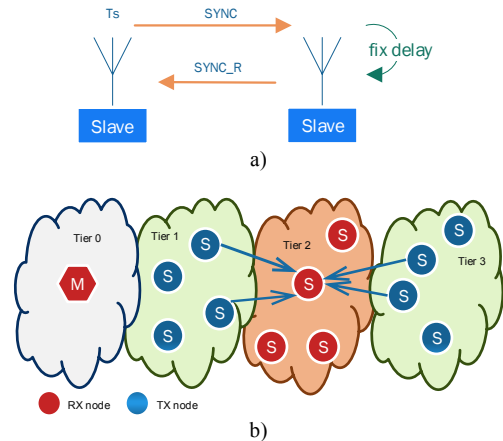 Ts
SYNC
fix delay
SYNC_R
Slave
Slave
a)
Tier 0
Tier 1
Tier 2
Tier 3
S
S
S
S
M
S
S
S
S
S
S
S
S
S
RX node
TX node
b)